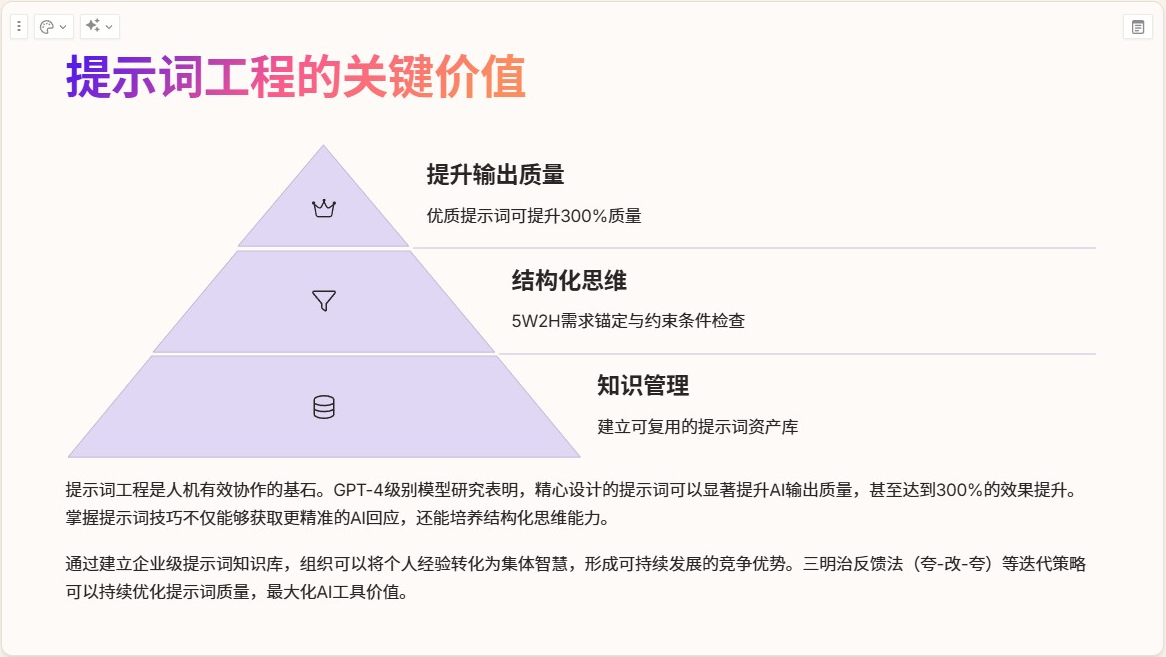 提示词工程的关键价值
提升输出质量
优质提示词可提升300%质量
结构化思维
5W2H需求锚定与约束条件检查
知识管理
建立可复用的提示词资产库
提示词工程是人机有效协作的基石。GPT-4级别模型研究表明，精心设计的提示词可以显著提升AI输出质量，甚至达到300%的效果提升。
掌握提示词技巧不仅能够获取更精准的AI回应，还能培养结构化思维能力。
通过建立企业级提示词知识库，组织可以将个人经验转化为集体智慧，形成可持续发展的竞争优势。三明治反馈法（夸-改-夸）等迭代策略
可以持续优化提示词质量，最大化AI工具价值。